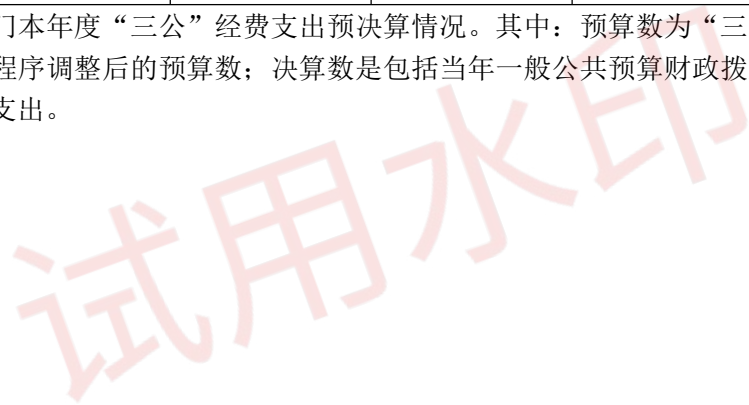 门本年度“三公”经费支出预决算情况。其中：预算数为“三
程序调整后的预算数；决算数是包括当年一般公共预算财政拨
支出。
试用水印